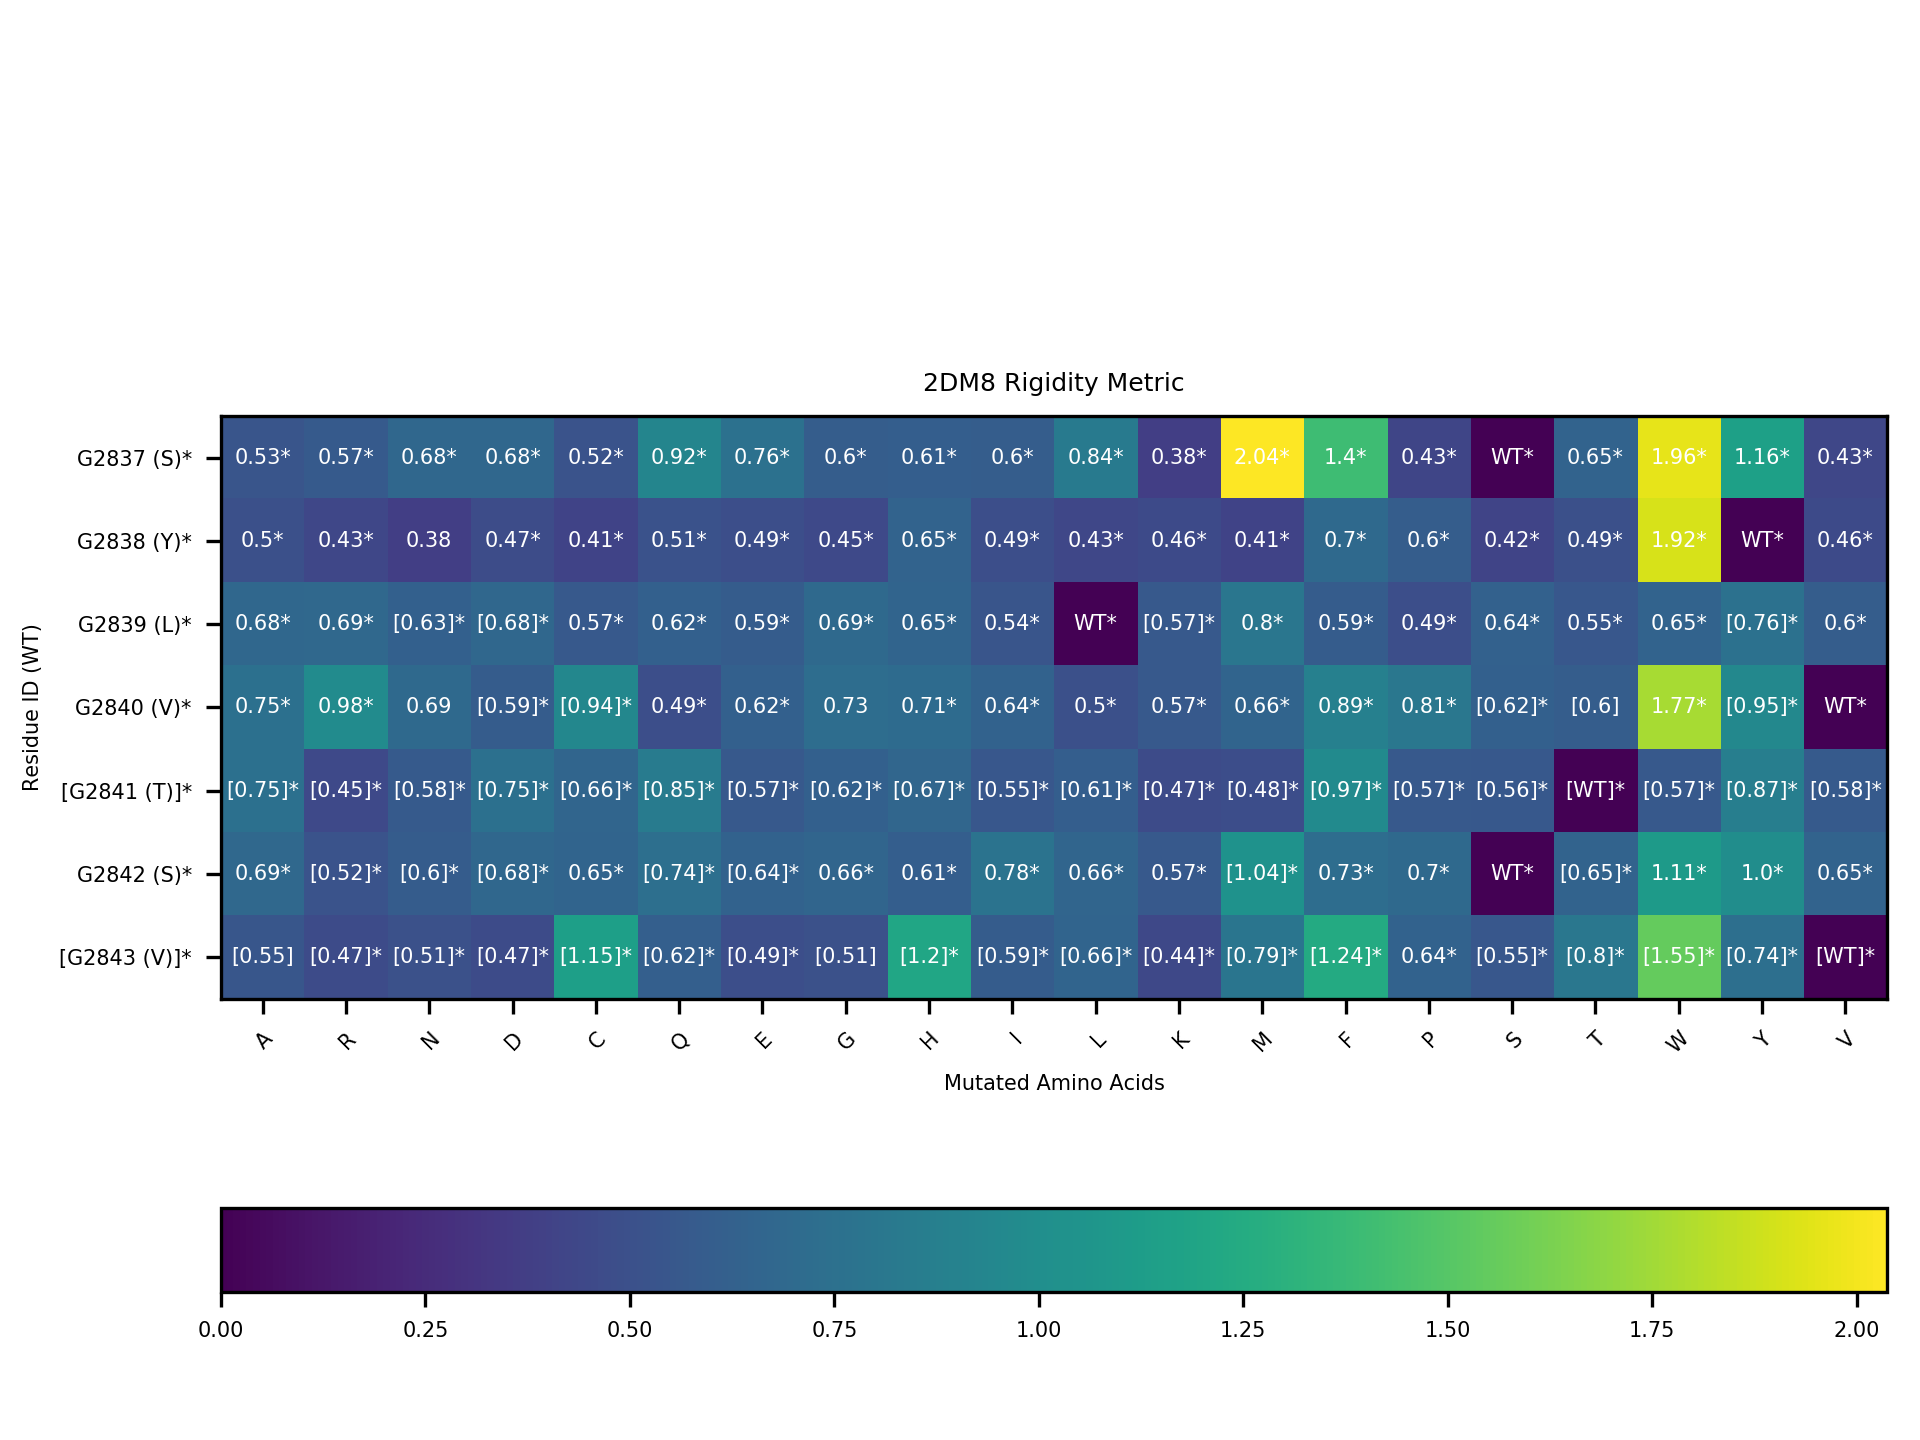 2DM8 Rigidity Metric
Residue ID (WT)
G2837 (S)* 0.53* 0.57* 0.68* 0.68* 0.52* 0.92* 0.76* 0.6* 0.61* 0.6* 0.84* 0.38* 2.04* 1.4* 0.43* WT* 0.65* 1.96* 1.16* 0.43*
G2838 (Y)* 0.5* 0.43* 0.38 0.47* 0.41* 0.51* 0.49* 0.45* 0.65* 0.49* 0.43* 0.46* 0.41* 0.7* 0.6* 0.42* 0.49* 1.92* WT* 0.46*
G2839 (L)* 0.68* 0.69* [0.63]* [0.68]* 0.57* 0.62* 0.59* 0.69* 0.65* 0.54* WT* [0.57]* 0.8* 0.59* 0.49* 0.64* 0.55* 0.65* [0.76]* 0.6*
G2840 (V)* 0.75* 0.98* 0.69 [0.59]* [0.94]* 0.49* 0.62* 0.73 0.71* 0.64* 0.5* 0.57* 0.66* 0.89* 0.81* [0.62]* [0.6] 1.77* [0.95]* WT*
[G2841 (T)]* [0.75]* [0.45]* [0.58]* [0.75]* [0.66]* [0.85]* [0.57]* [0.62]* [0.67]* [0.55]* [0.61]* [0.47]* [0.48]* [0.97]* [0.57]* [0.56]* [WT]* [0.57]* [0.87]* [0.58]*
G2842 (S)* 0.69* [0.52]* [0.6]* [0.68]* 0.65* [0.74]* [0.64]* 0.66* 0.61* 0.78* 0.66* 0.57* [1.04]* 0.73* 0.7* WT* [0.65]* 1.11* 1.0* 0.65*
[G2843 (V)]* [0.55] [0.47]* [0.51]* [0.47]* [1.15]* [0.62]* [0.49]* [0.51] [1.2]* [0.59]* [0.66]* [0.44]* [0.79]* [1.24]* 0.64* [0.55]* [0.8]* [1.55]* [0.74]* [WT]*
A R N D C Q E G H I L K M F P S T W Y V
Mutated Amino Acids
0.00 0.25 0.50 0.75 1.00 1.25 1.50 1.75 2.00